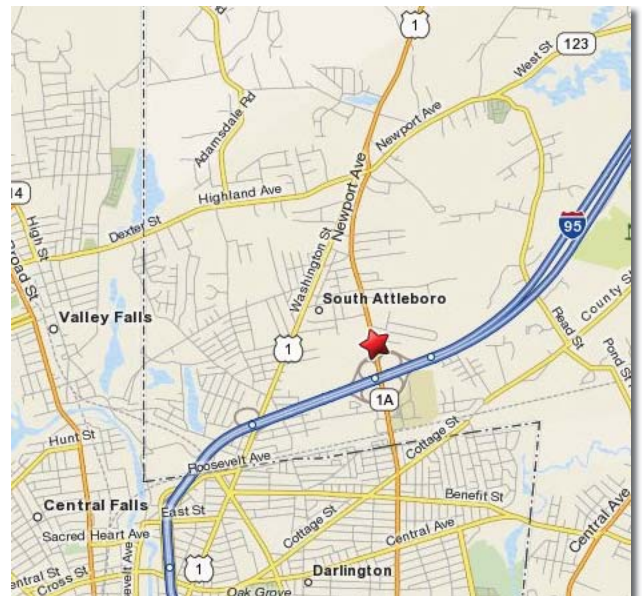 1
123
West St
Adamsdale Rd
Newport Ave
Newport Ave
Highland Ave
Dexter St
14
High St
Broad St
95
Washington St
South Attleboro
Valley Falls
1
County St
Read St
Pond St
1A
Cottage St
Hunt St
Roosevelt Ave
Central Falls
East St
Benefit St
Sacred Heart Ave
Cottage St
Central Ave
Central Ave
1
Cross St
Darlington
Oak Grove